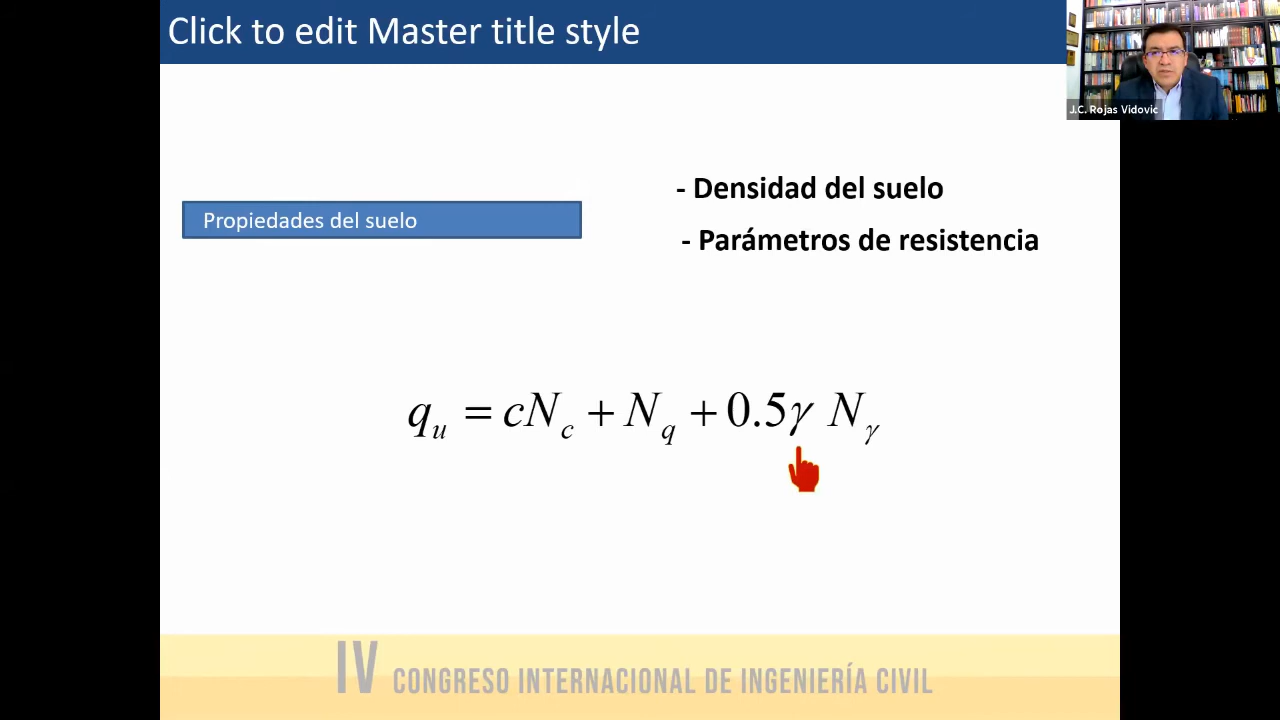 Click to edit Master title style
J.C. Rojas Vidovic
- Densidad del suelo
Propiedades del suelo
- Parámetros de resistencia
q_u = cN_c + N_q + 0.5γ N_γ
IV CONGRESO INTERNACIONAL DE INGENIERÍA CIVIL